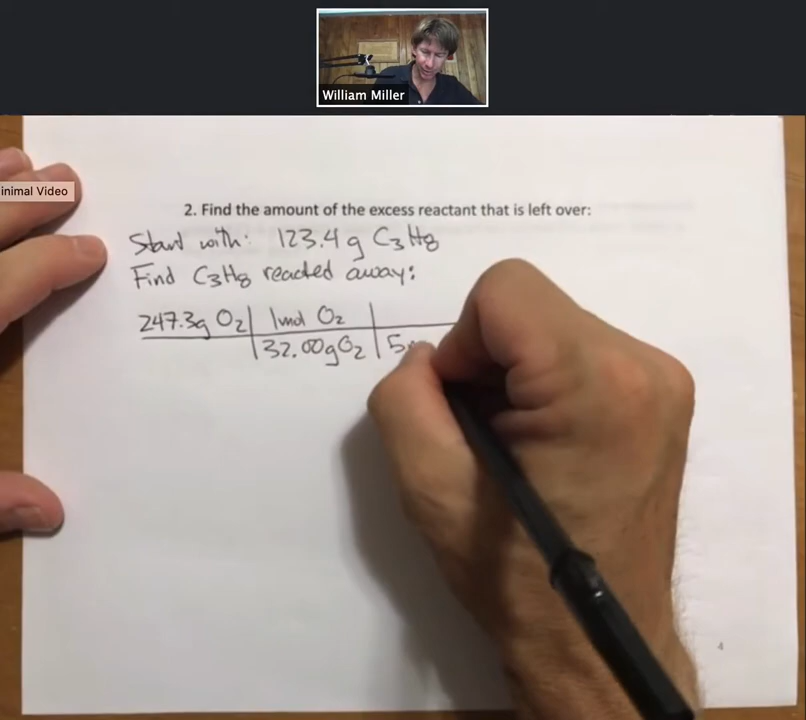 William Miller
inimal Video
2. Find the amount of the excess reactant that is left over:
Start with: 123.4 g C3H8
Find C3H8 reacted away:
247.3g O2 | 1mol O2 |
| 32.00g O2 | 5
4